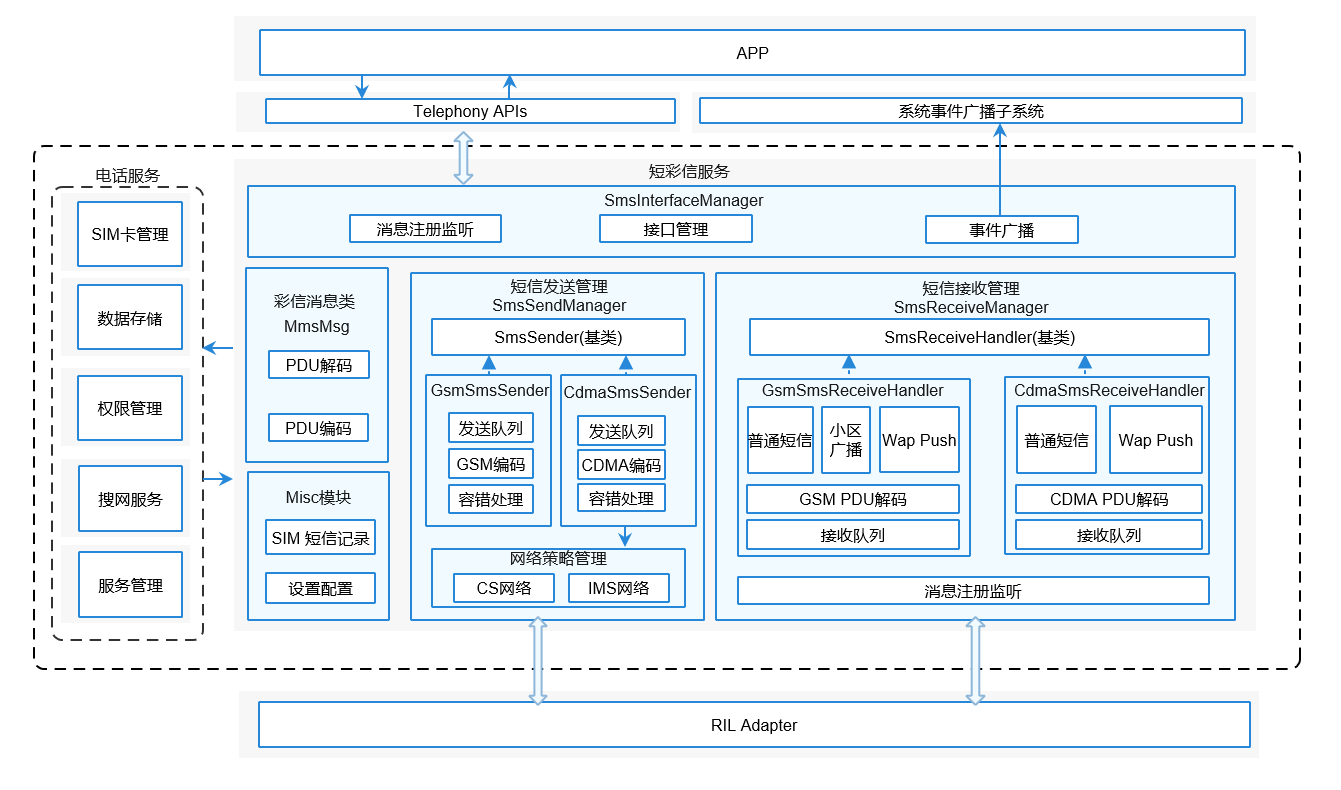 APP
Telephony APIs
系统事件广播子系统
电话服务
SIM卡管理
数据存储
权限管理
搜网服务
服务管理
短彩信服务
SmsInterfaceManager
消息注册监听
接口管理
事件广播
彩信消息类
MmsMsg
PDU解码
PDU编码
Misc模块
SIM 短信记录
设置配置
短信发送管理
SmsSendManager
SmsSender(基类)
GsmSmsSender
发送队列
GSM编码
容错处理
CdmaSmsSender
发送队列
CDMA编码
容错处理
网络策略管理
CS网络
IMS网络
短信接收管理
SmsReceiveManager
SmsReceiveHandler(基类)
GsmSmsReceiveHandler
普通短信
小区
广播
Wap Push
GSM PDU解码
接收队列
CdmaSmsReceiveHandler
普通短信
Wap Push
CDMA PDU解码
接收队列
消息注册监听
RIL Adapter